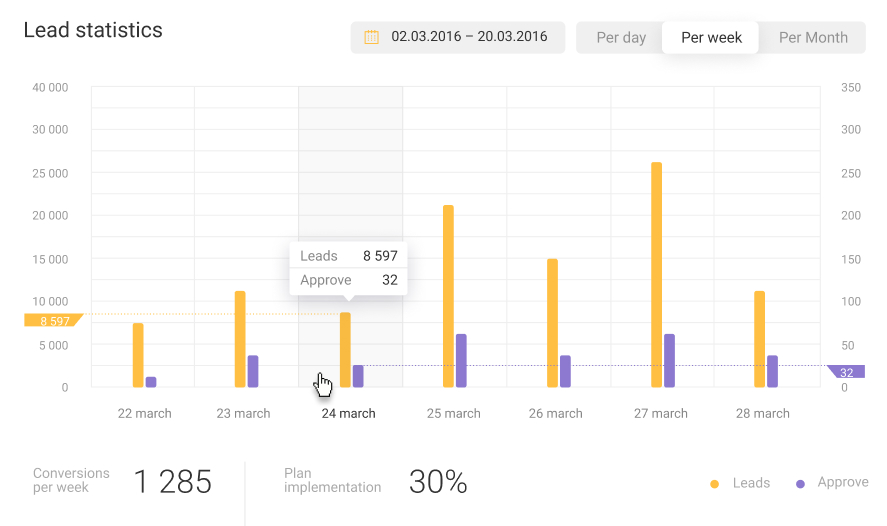 Lead statistics
02.03.2016 – 20.03.2016
Per day
Per week
Per Month
40 000
350
30 000
300
25 000
250
20 000
200
15 000
150
Leads 8 597
Approve 32
10 000
100
8 597
5 000
50
32
0
0
22 march
23 march
24 march
25 march
26 march
27 march
28 march
Conversions
per week
1 285
Plan
implementation
30%
Leads
Approve